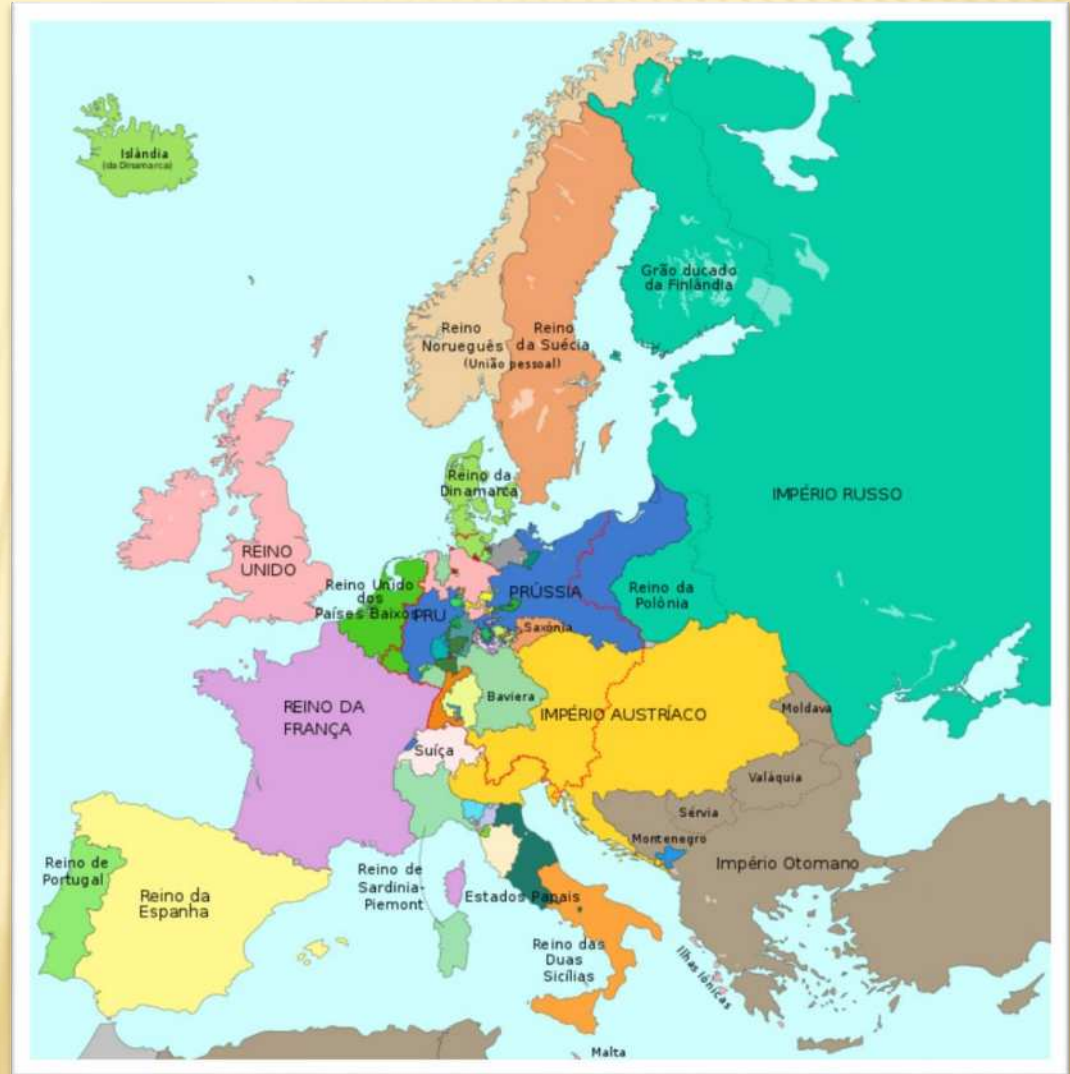 Islândia
(da Dinamarca)
Grão ducado
da Finlândia
Reino
Norueguês
Reino
da Suécia
(União pessoal)
Reino da
Dinamarca
IMPÉRIO RUSSO
REINO
UNIDO
Reino Unido
dos
Países Baixos
PRU
PRÚSSIA
Reino da
Polônia
Saxônia
REINO DA
FRANÇA
Baviera
IMPÉRIO AUSTRÍACO
Moldava
Suíça
Valáquia
Sérvia
Montenegro
Império Otomano
Reino de
Portugal
Reino da
Espanha
Reino de
Sardinia-
Piemont
Estados Papais
Reino das
Duas
Sicílias
Ilhas Iónicas
Malta